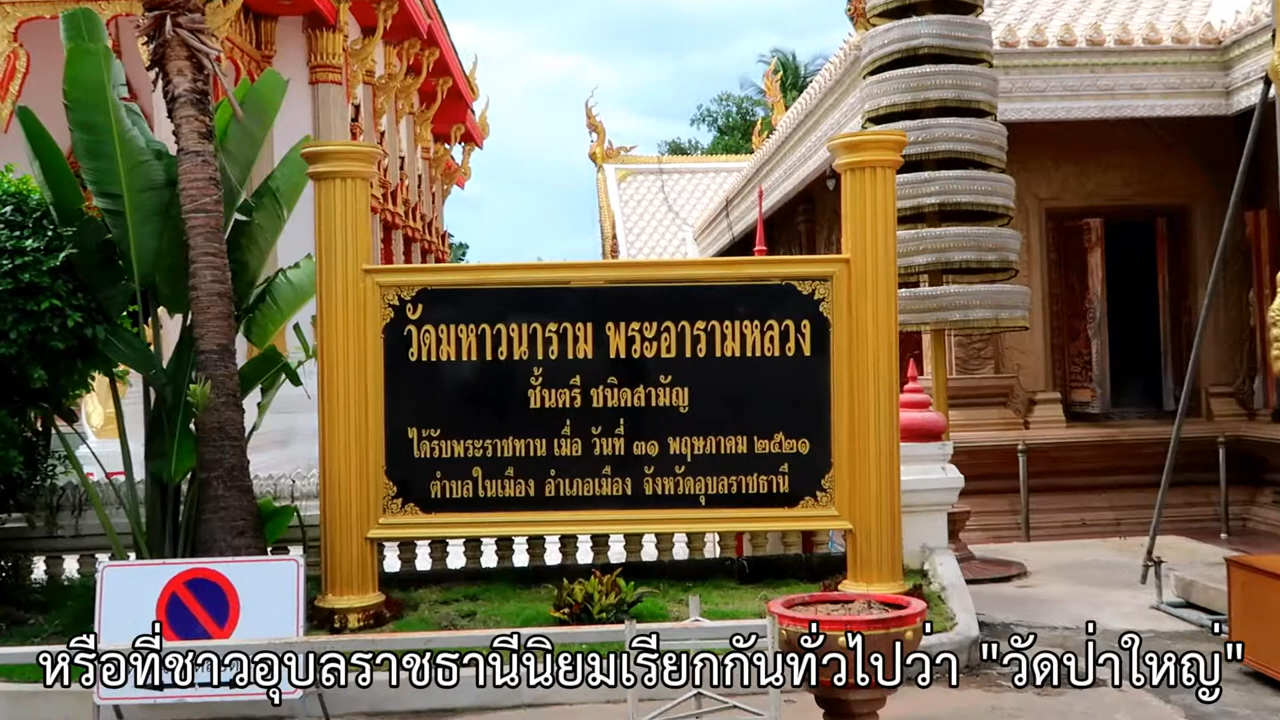 วัดมหาวนาราม พระอารามหลวง
ชั้นตรี ชนิดสามัญ
ได้รับพระราชทาน เมื่อ วันที่ ๓๑ พฤษภาคม ๒๕๒๑
ตำบลในเมือง อำเภอเมือง จังหวัดอุบลราชธานี
หรือที่ชาวอุบลราชธานีนิยมเรียกกันทั่วไปว่า "วัดป่าใหญ่"